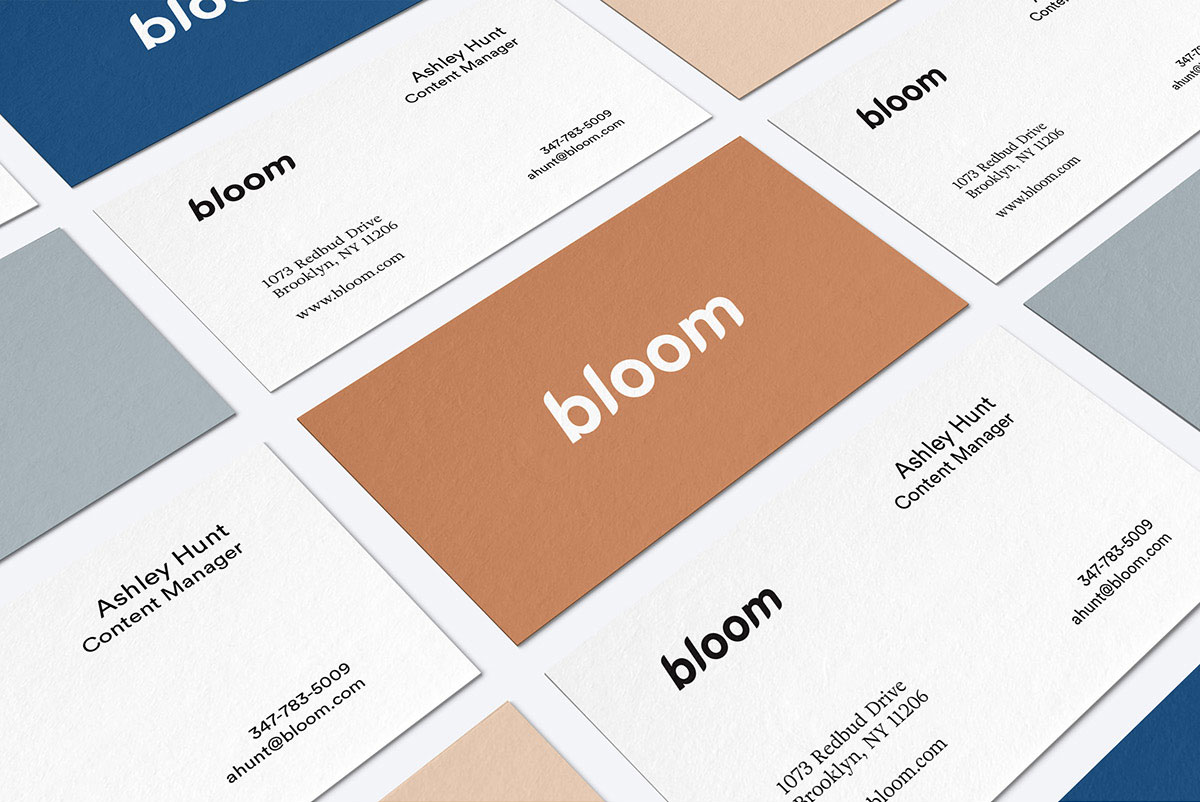 bloom
Ashley Hunt
Content Manager
bloom
347-783-5009
ahunt@bloom.com
1073 Redbud Drive
Brooklyn, NY 11206
www.bloom.com
bloom
1073 Redbud Drive
Brooklyn, NY 11206
www.bloom.com
bloom
Ashley Hunt
Content Manager
347-783-5009
ahunt@bloom.com
Ashley Hunt
Content Manager
347-783-5009
ahunt@bloom.com
bloom
1073 Redbud Drive
Brooklyn, NY 11206